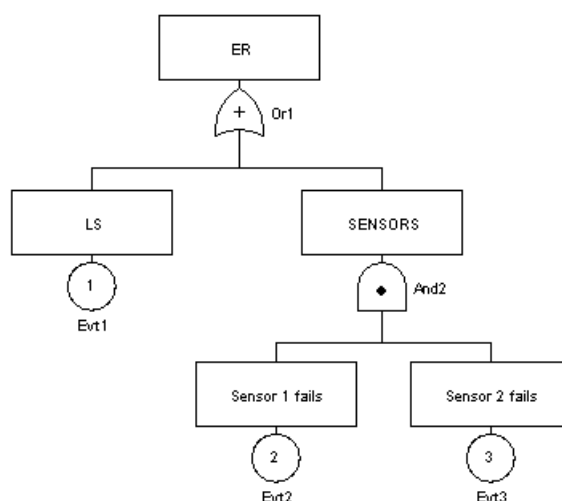 ER
+
Or1
LS
SENSORS
1
And2
Evt1
Sensor 1 fails
Sensor 2 fails
2
3
Evt2
Evt3